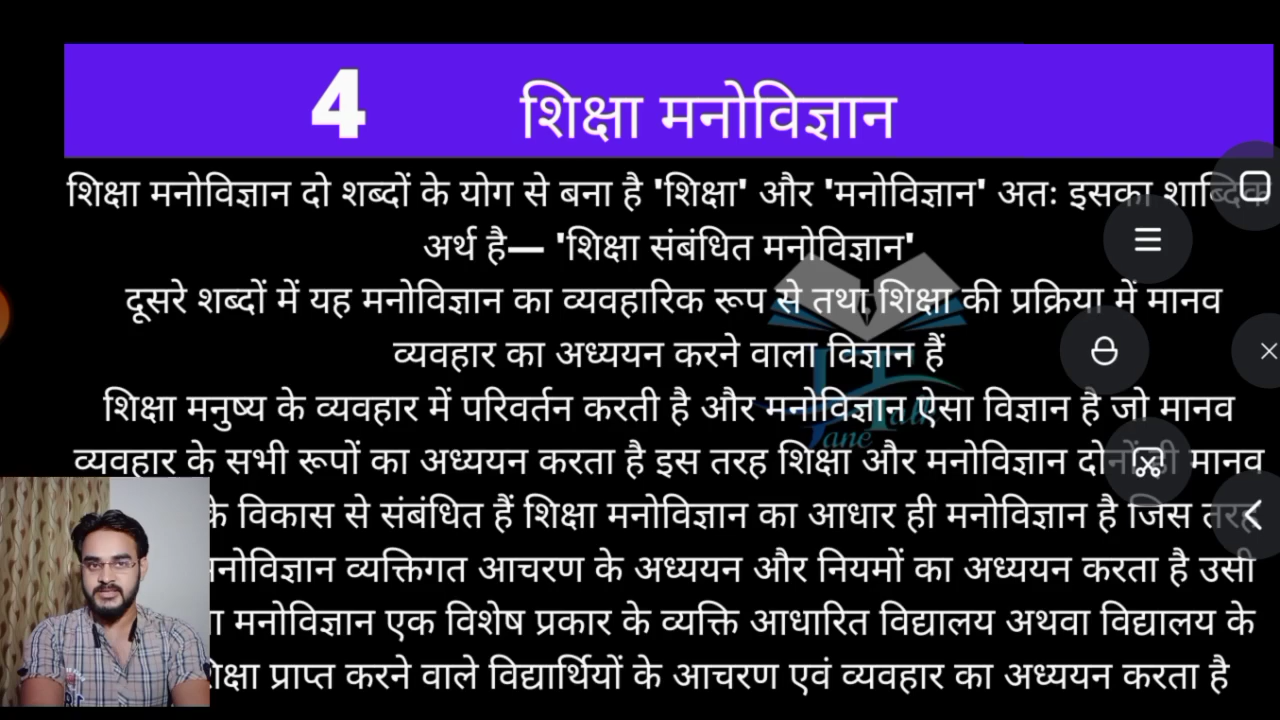 4 शिक्षा मनोविज्ञान
शिक्षा मनोविज्ञान दो शब्दों के योग से बना है 'शिक्षा' और 'मनोविज्ञान' अतः इसका शाब्दिक
अर्थ है— 'शिक्षा संबंधित मनोविज्ञान'
दूसरे शब्दों में यह मनोविज्ञान का व्यवहारिक रूप से तथा शिक्षा की प्रक्रिया में मानव
व्यवहार का अध्ययन करने वाला विज्ञान हैं
शिक्षा मनुष्य के व्यवहार में परिवर्तन करती है और मनोविज्ञान ऐसा विज्ञान है जो मानव
व्यवहार के सभी रूपों का अध्ययन करता है इस तरह शिक्षा और मनोविज्ञान दोनों ही मानव
के विकास से संबंधित हैं शिक्षा मनोविज्ञान का आधार ही मनोविज्ञान है जिस तरह
मनोविज्ञान व्यक्तिगत आचरण के अध्ययन और नियमों का अध्ययन करता है उसी
मनोविज्ञान एक विशेष प्रकार के व्यक्ति आधारित विद्यालय अथवा विद्यालय के
शिक्षा प्राप्त करने वाले विद्यार्थियों के आचरण एवं व्यवहार का अध्ययन करता है